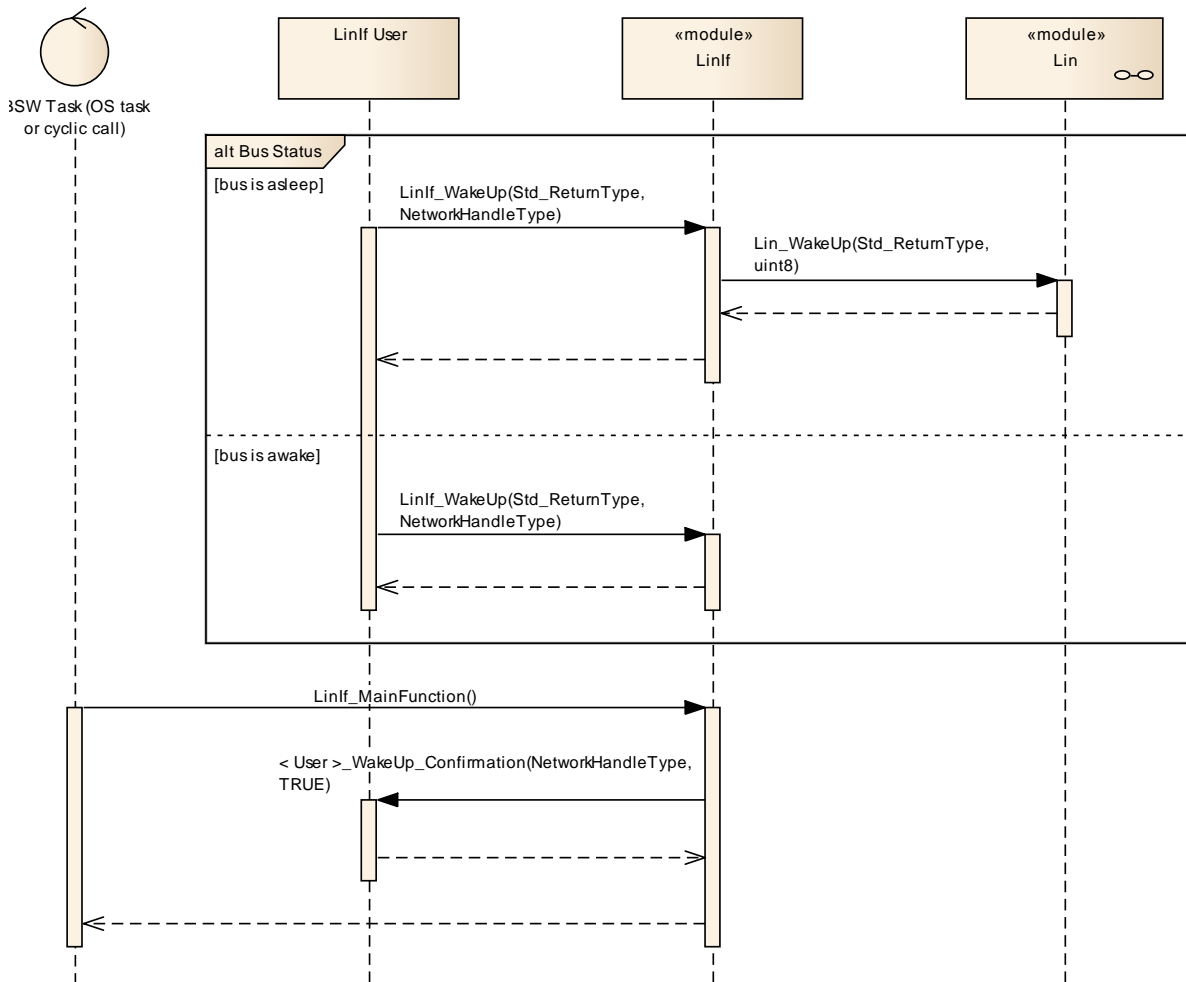 LinIf User
«module»
LinIf
«module»
Lin
BSW Task (OS task
or cyclic call)
alt Bus Status
[bus is asleep]
LinIf_WakeUp(Std_ReturnType,
NetworkHandleType)
Lin_WakeUp(Std_ReturnType,
uint8)
[bus is awake]
LinIf_WakeUp(Std_ReturnType,
NetworkHandleType)
LinIf_MainFunction()
< User >_WakeUp_Confirmation(NetworkHandleType,
TRUE)